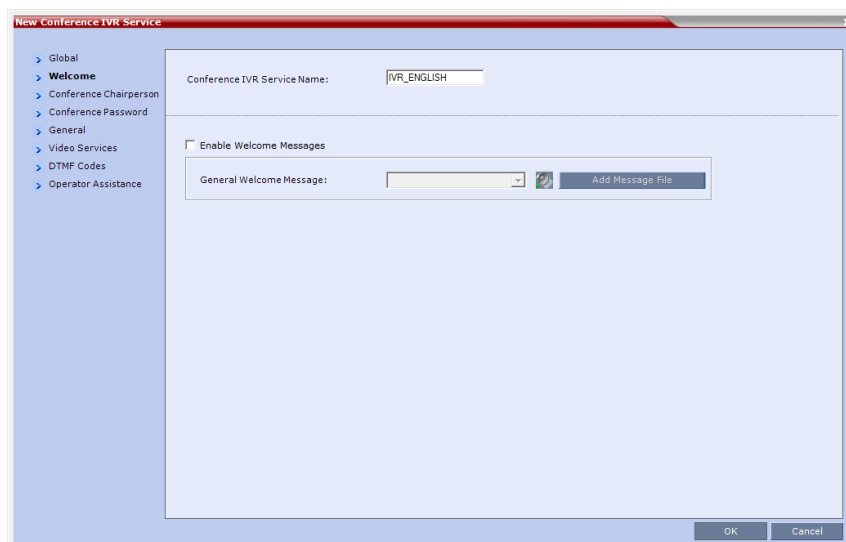 New Conference IVR Service
Global
Welcome
Conference Chairperson
Conference Password
General
Video Services
DTMF Codes
Operator Assistance
Conference IVR Service Name: IVR_ENGLISH
Enable Welcome Messages
General Welcome Message: Add Message File
OK Cancel